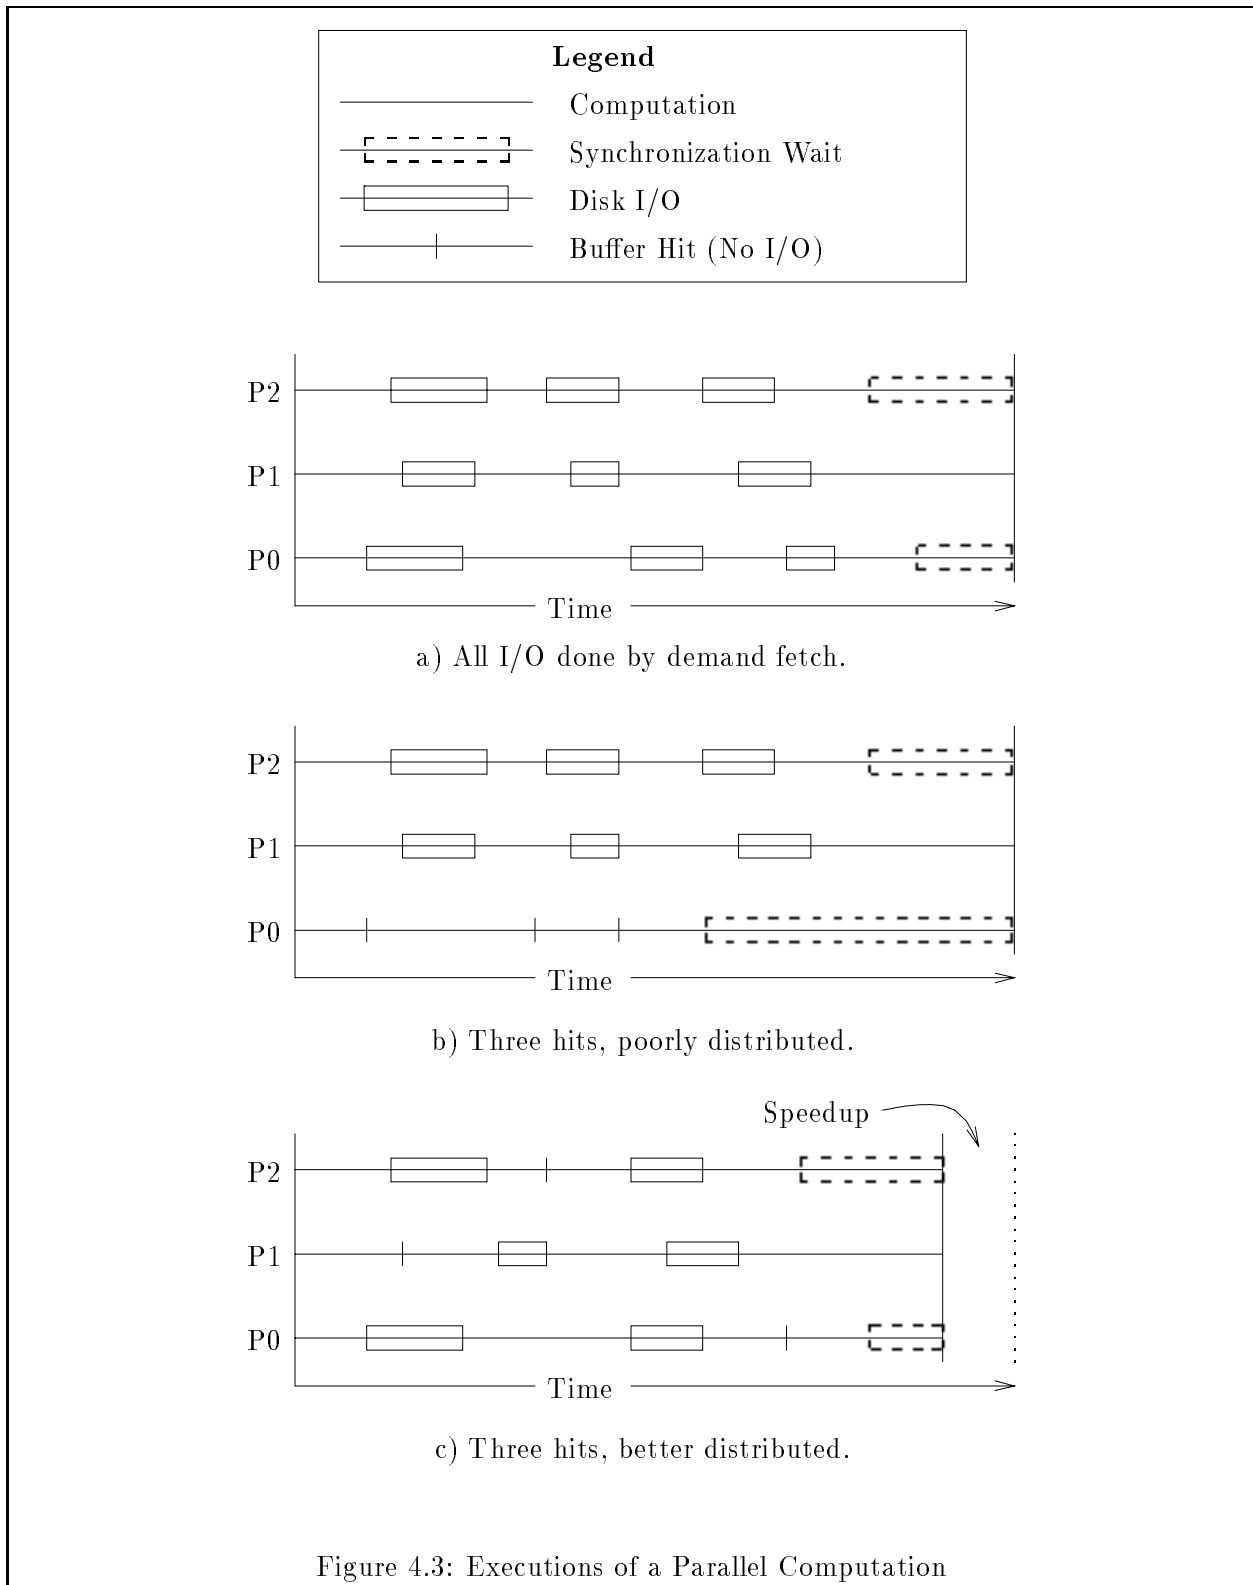 Legend
Computation
Synchronization Wait
Disk I/O
Buffer Hit (No I/O)
P2
P1
P0
Time
a) All I/O done by demand fetch.
P2
P1
P0
Time
b) Three hits, poorly distributed.
Speedup
P2
P1
P0
Time
c) Three hits, better distributed.
Figure 4.3: Executions of a Parallel Computation